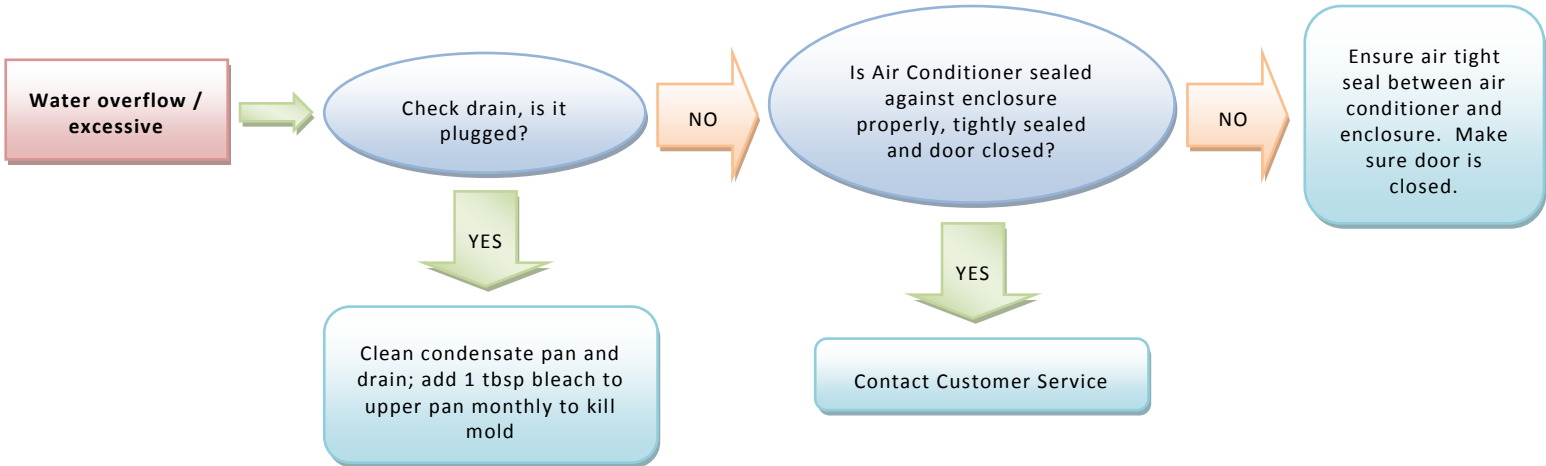 Water overflow /
excessive
Check drain, is it
plugged?
NO
Is Air Conditioner sealed
against enclosure
properly, tightly sealed
and door closed?
NO
Ensure air tight
seal between air
conditioner and
enclosure.  Make
sure door is
closed.
YES
Clean condensate pan and
drain; add 1 tbsp bleach to
upper pan monthly to kill
mold
YES
Contact Customer Service